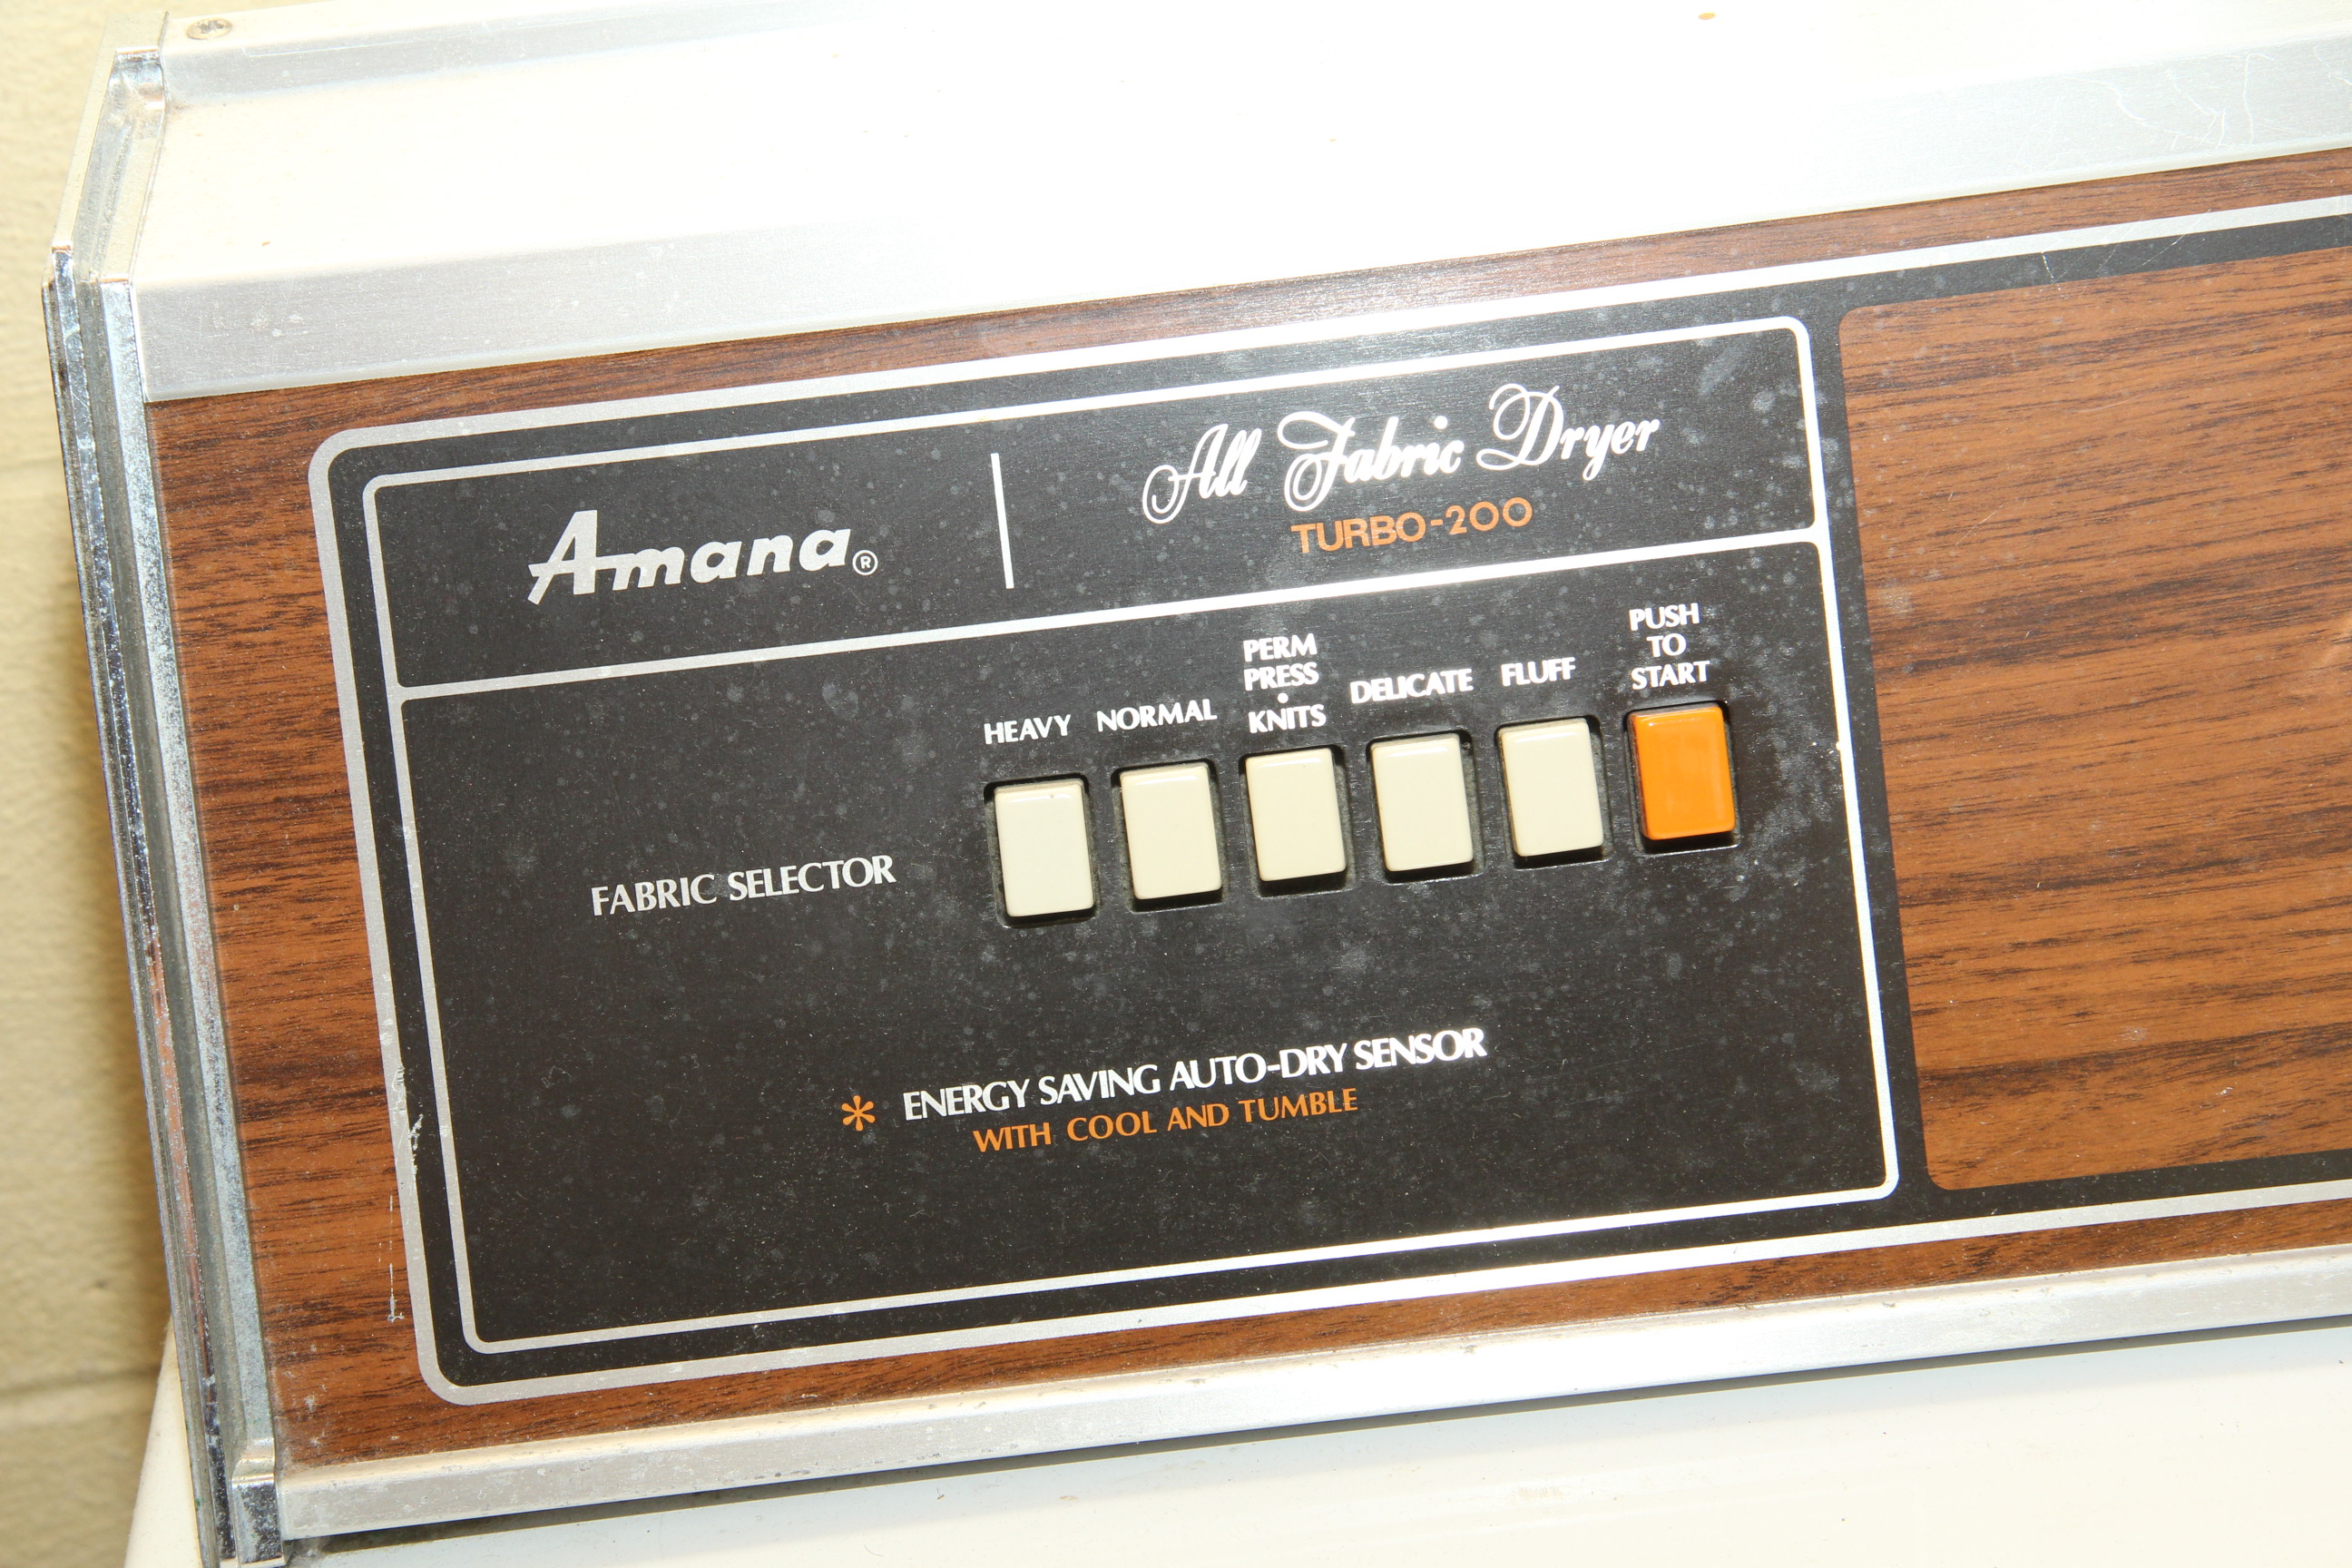 Amana®
All Fabric Dryer
TURBO-200
HEAVY
NORMAL
PERM
PRESS
•
KNITS
DELICATE
FLUFF
PUSH
TO
START
FABRIC SELECTOR
* ENERGY SAVING AUTO-DRY SENSOR
WITH COOL AND TUMBLE